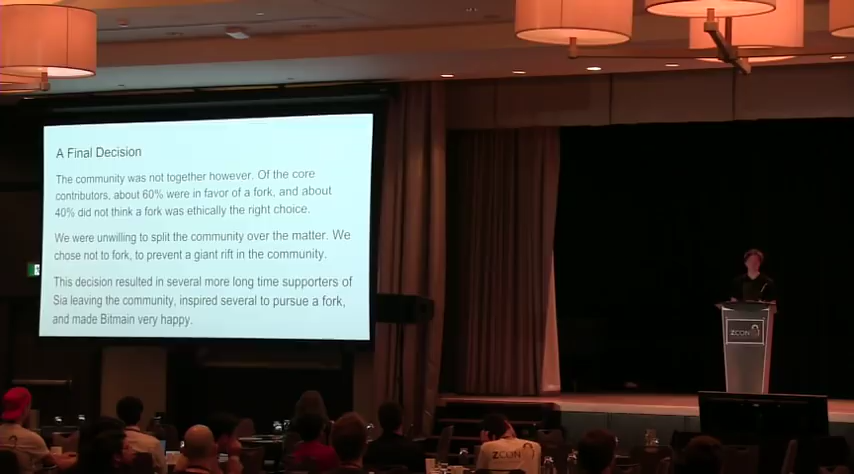 A Final Decision
The community was not together however. Of the core
contributors, about 60% were in favor of a fork, and about
40% did not think a fork was ethically the right choice.
We were unwilling to split the community over the matter. We
chose not to fork, to prevent a giant rift in the community.
This decision resulted in several more long time supporters of
Sia leaving the community, inspired several to pursue a fork,
and made Bitmain very happy.
ZCON
ZCON